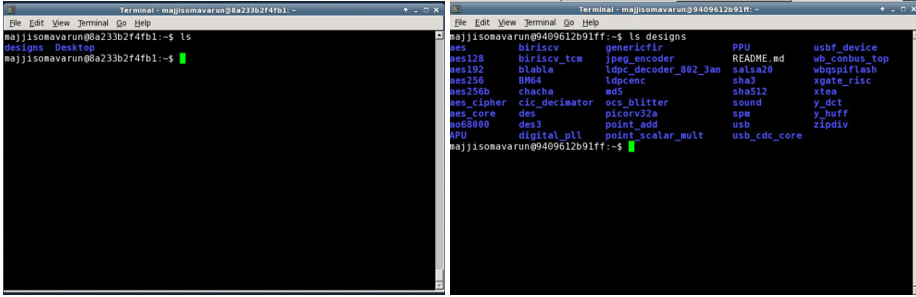 Terminal - majjisomavarun@8a233b2f4fb1: ~
File Edit View Terminal Go Help
majjisomavarun@8a233b2f4fb1:~$ ls
designs Desktop
majjisomavarun@8a233b2f4fb1:~$
Terminal - majjisomavarun@9409612b91ff: ~
File Edit View Terminal Go Help
majjisomavarun@9409612b91ff:~$ ls designs
aes biriscv genericfir PPU usbf_device
aes128 biriscv_tcm jpeg_encoder README.md wb_conbus_top
aes192 blabla ldpc_decoder_802_3an salsa20 wbqspiflash
aes256 BM64 ldpcenc sha3 xgate_risc
aes256b chacha md5 sha512 xtea
aes_cipher cic_decimator ocs_blitter sound y_dct
aes_core des picorv32a spm y_huff
ao68000 des3 point_add usb zipdiv
APU digital_pll point_scalar_mult usb_cdc_core
majjisomavarun@9409612b91ff:~$